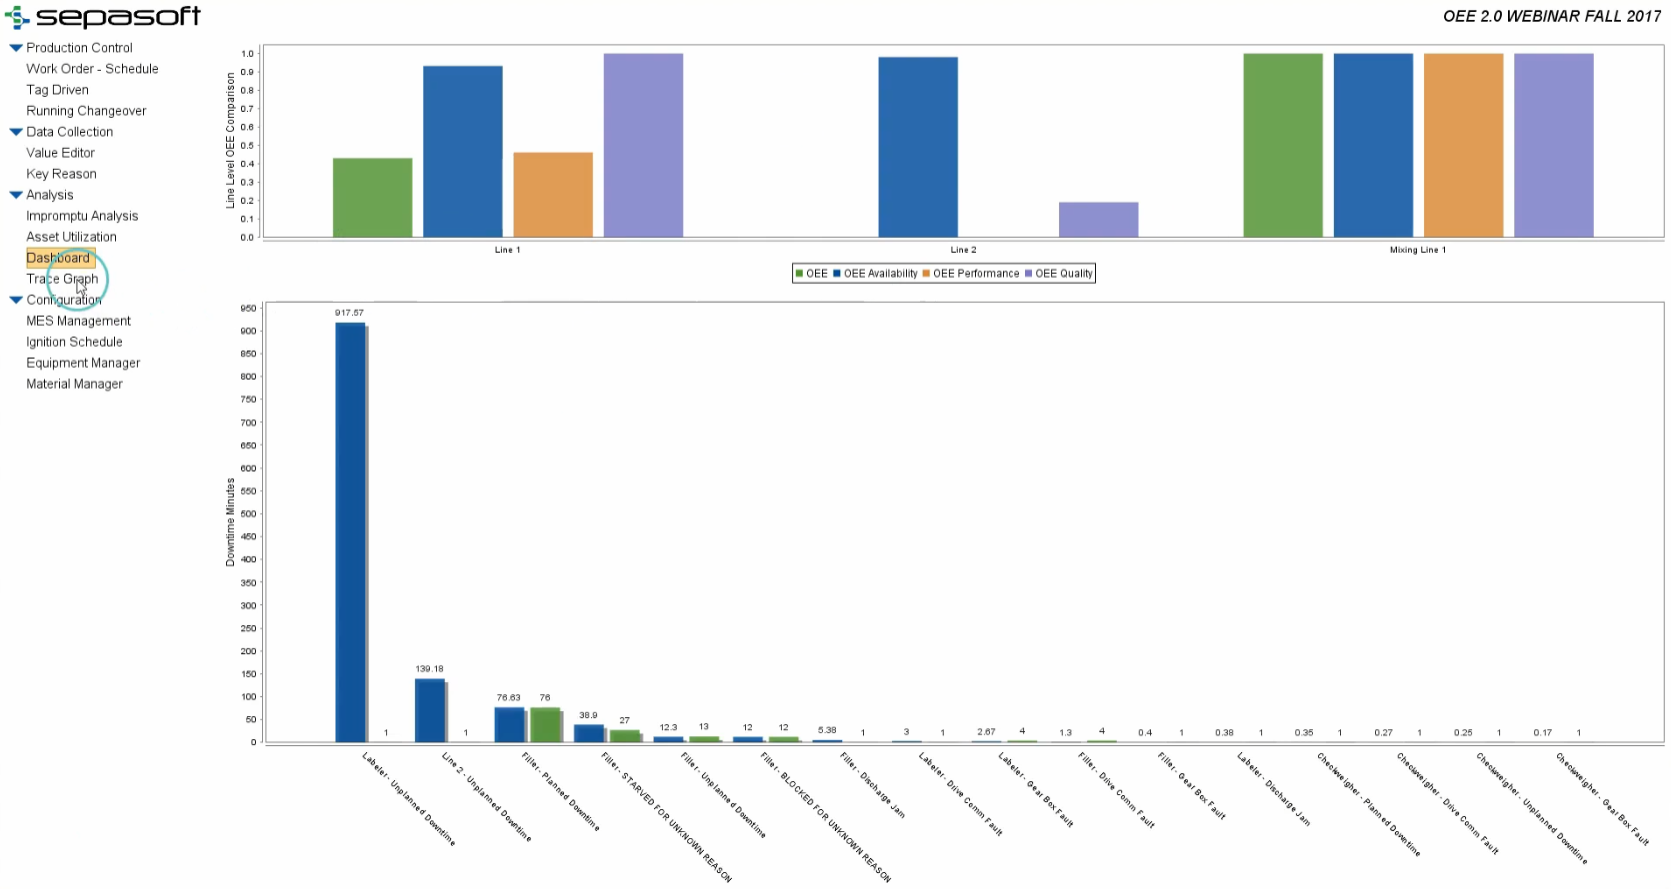 sepasoft
OEE 2.0 WEBINAR FALL 2017
Production Control
Work Order - Schedule
Tag Driven
Running Changeover
Data Collection
Value Editor
Key Reason
Analysis
Impromptu Analysis
Asset Utilization
Dashboard
Trace Graph
Configuration
MES Management
Ignition Schedule
Equipment Manager
Material Manager
Line Level OEE Comparison
1.0
0.9
0.8
0.7
0.6
0.5
0.4
0.3
0.2
0.1
0.0
Line 1
Line 2
Mixing Line 1
OEE OEE Availability OEE Performance OEE Quality
Downtime Minutes
950
900
850
800
750
700
650
600
550
500
450
400
350
300
250
200
150
100
50
0
917.57 1
139.18 1
76.63 76
38.9 27
12.3 13
12 12
5.38 1
3 1
2.67 4
1.3 4
0.4 1
0.38 1
0.35 1
0.27 1
0.25 1
0.17 1
Labeler - Unplanned Downtime
Line 2 - Unplanned Downtime
Filler - Planned Downtime
Filler - STARVED FOR UNKNOWN REASON
Filler - Unplanned Downtime
Filler - BLOCKED FOR UNKNOWN REASON
Filler - Discharge Jam
Labeler - Drive Comm Fault
Labeler - Gear Box Fault
Filler - Drive Comm Fault
Filler - Gear Box Fault
Labeler - Discharge Jam
Checkweigher - Planned Downtime
Checkweigher - Drive Comm Fault
Checkweigher - Unplanned Downtime
Checkweigher - Gear Box Fault